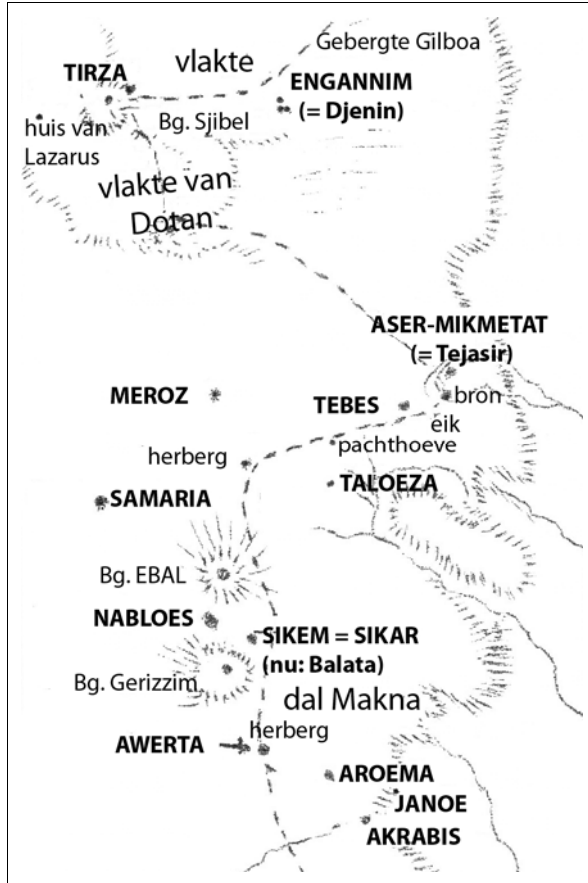 Gebergte Gilboa
vlakte
TIRZA
ENGANNIM
(= Djenin)
huis van
Lazarus
Bg. Sjibel
vlakte van
Dotan
ASER-MIKMETAT
(= Tejasir)
MEROZ
TEBES
bron
eik
pachthoeve
herberg
TALOEZA
SAMARIA
Bg. EBAL
NABLOES
SIKEM = SIKAR
(nu: Balata)
Bg. Gerizzim
dal Makna
herberg
AWERTA
AROEMA
JANOE
AKRABIS